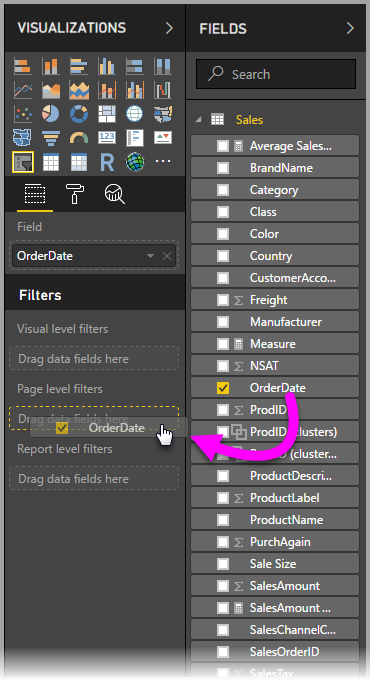 VISUALIZATIONS
R
123
Field
OrderDate
Filters
Visual level filters
Drag data fields here
Page level filters
Drag data fields here
OrderDate
Report level filters
Drag data fields here
FIELDS
Search
Sales
Average Sales...
BrandName
Category
Class
Color
Country
CustomerAcco...
Freight
Manufacturer
Measure
NSAT
OrderDate
ProdID
ProdID (clusters)
(cluster...
ProductDescri...
ProductLabel
ProductName
PurchAgain
Sale Size
SalesAmount
SalesAmount ...
SalesChannelC...
SalesOrderID
SalesTax